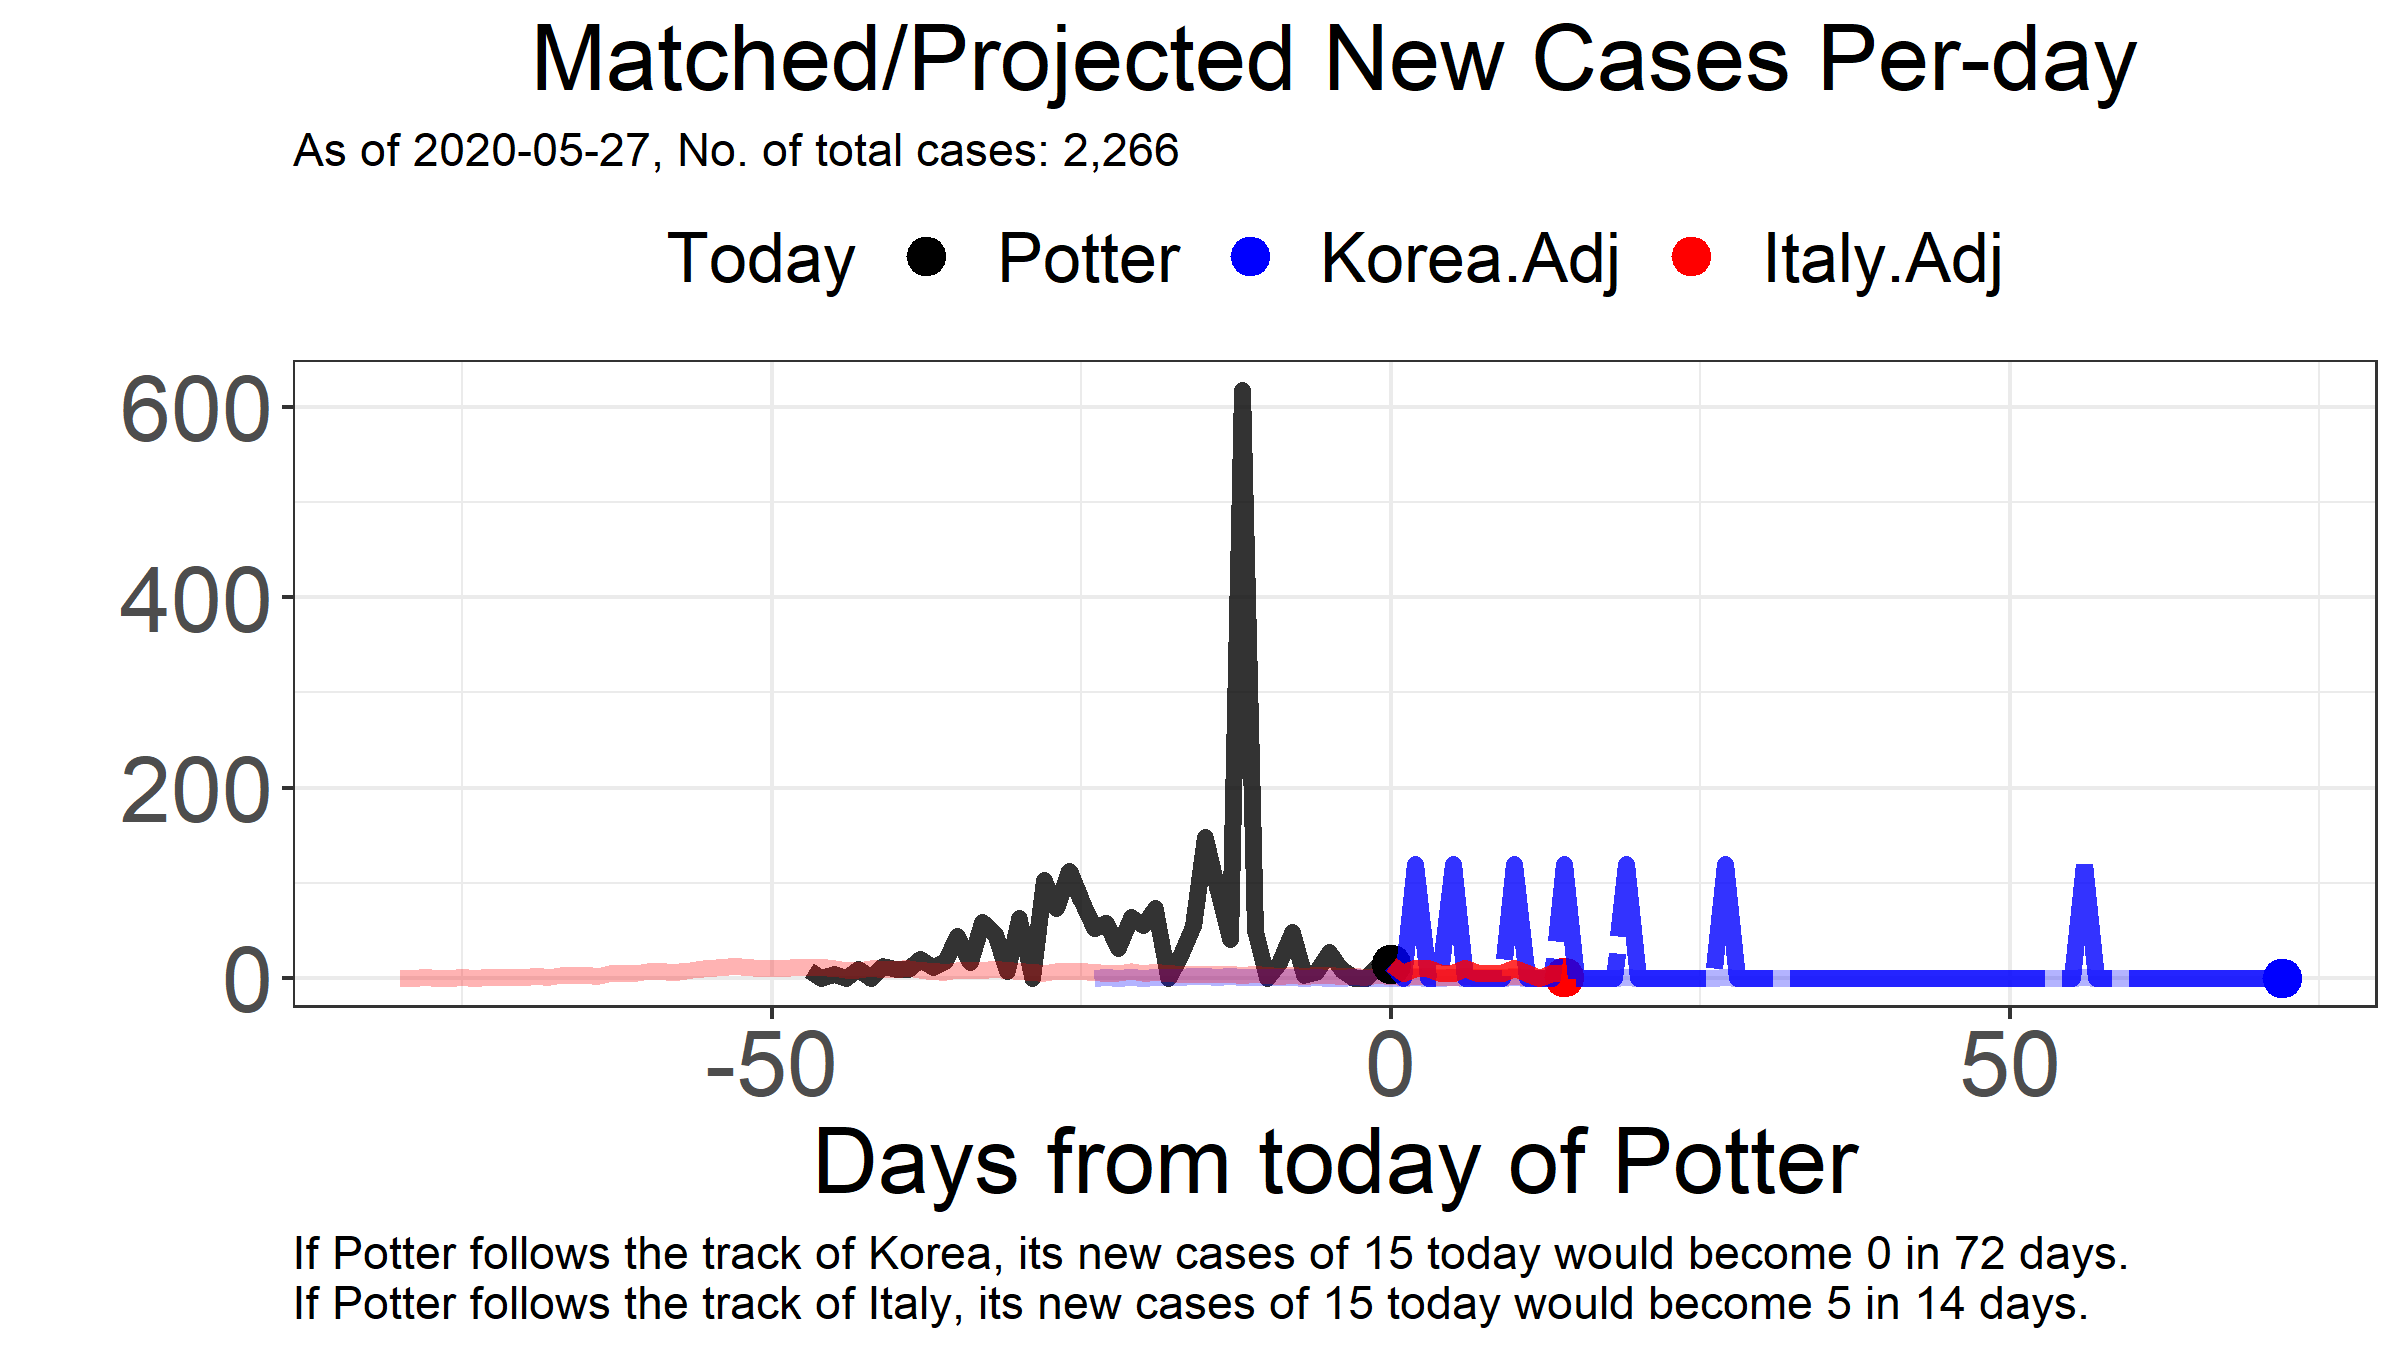 Matched/Projected New Cases Per-day
As of 2020-05-27, No. of total cases: 2,266
Today Potter Korea.Adj Italy.Adj
600
400
200
0
-50 0 50
Days from today of Potter
If Potter follows the track of Korea, its new cases of 15 today would become 0 in 72 days.
If Potter follows the track of Italy, its new cases of 15 today would become 5 in 14 days.